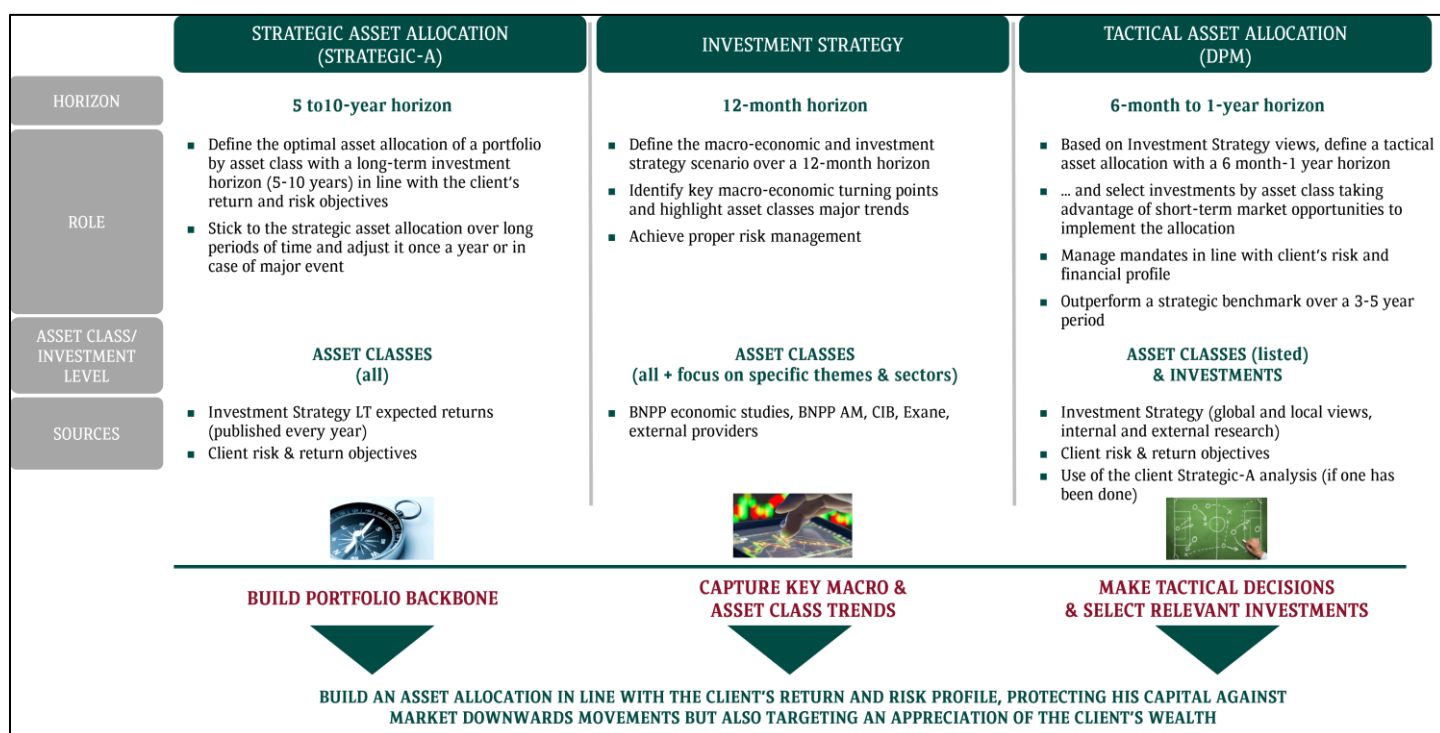 STRATEGIC ASSET ALLOCATION
(STRATEGIC-A)
INVESTMENT STRATEGY
TACTICAL ASSET ALLOCATION
(DPM)
HORIZON
5 to10-year horizon
12-month horizon
6-month to 1-year horizon
ROLE
▪ Define the optimal asset allocation of a portfolio
by asset class with a long-term investment
horizon (5-10 years) in line with the client's
return and risk objectives
▪ Stick to the strategic asset allocation over long
periods of time and adjust it once a year or in
case of major event
▪ Define the macro-economic and investment
strategy scenario over a 12-month horizon
▪ Identify key macro-economic turning points
and highlight asset classes major trends
▪ Achieve proper risk management
▪ Based on Investment Strategy views, define a tactical
asset allocation with a 6 month-1 year horizon
▪ ... and select investments by asset class taking
advantage of short-term market opportunities to
implement the allocation
▪ Manage mandates in line with client's risk and
financial profile
▪ Outperform a strategic benchmark over a 3-5 year
period
ASSET CLASS/
INVESTMENT
LEVEL
ASSET CLASSES
(all)
ASSET CLASSES
(all + focus on specific themes & sectors)
ASSET CLASSES (listed)
& INVESTMENTS
SOURCES
▪ Investment Strategy LT expected returns
(published every year)
▪ Client risk & return objectives
▪ BNPP economic studies, BNPP AM, CIB, Exane,
external providers
▪ Investment Strategy (global and local views,
internal and external research)
▪ Client risk & return objectives
▪ Use of the client Strategic-A analysis (if one has
been done)
BUILD PORTFOLIO BACKBONE
CAPTURE KEY MACRO &
ASSET CLASS TRENDS
MAKE TACTICAL DECISIONS
& SELECT RELEVANT INVESTMENTS
BUILD AN ASSET ALLOCATION IN LINE WITH THE CLIENT'S RETURN AND RISK PROFILE, PROTECTING HIS CAPITAL AGAINST
MARKET DOWNWARDS MOVEMENTS BUT ALSO TARGETING AN APPRECIATION OF THE CLIENT'S WEALTH